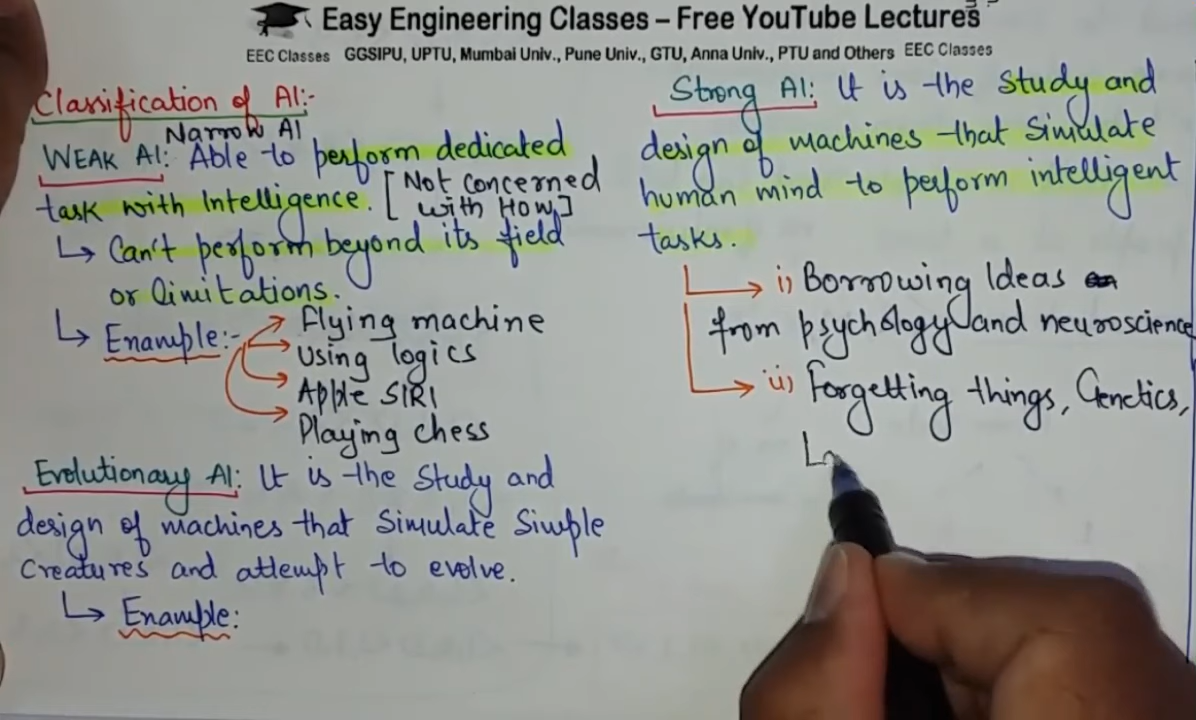 Easy Engineering Classes – Free YouTube Lectures
EEC Classes GGSIPU, UPTU, Mumbai Univ., Pune Univ., GTU, Anna Univ., PTU and Others EEC Classes
Classification of AI:-
Narrow AI
WEAK AI: Able to perform dedicated
task with Intelligence. [Not Concerned
with HOW]
↳ Can't perform beyond its field
or limitations.
↳ Example:- → Flying machine
→ Using logics
→ Apple SIRI
→ Playing chess
Evolutionary AI: It is the Study and
design of machines that Simulate Simple
Creatures and attempt to evolve.
↳ Example:
Strong AI: It is the Study and
design of machines that Simulate
human mind to perform intelligent
tasks.
→ i) Borrowing Ideas
from psychology and neuroscience
→ ii) Forgetting things, Genetics,